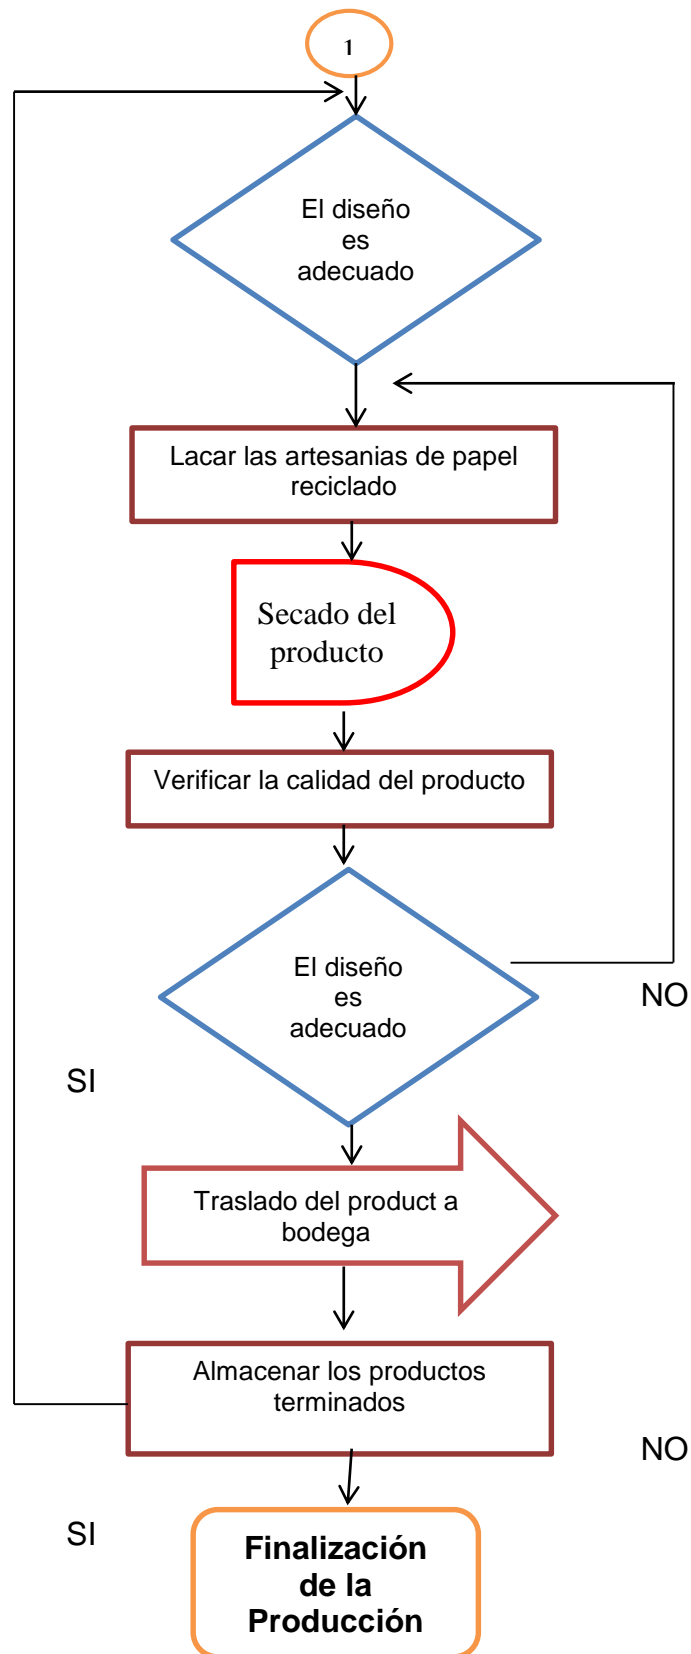 1
El diseño
es
adecuado
Lacar las artesanias de papel
reciclado
Secado del
producto
Verificar la calidad del producto
El diseño
es
adecuado
NO
SI
Traslado del product a
bodega
Almacenar los productos
terminados
NO
SI
Finalización
de la
Producción